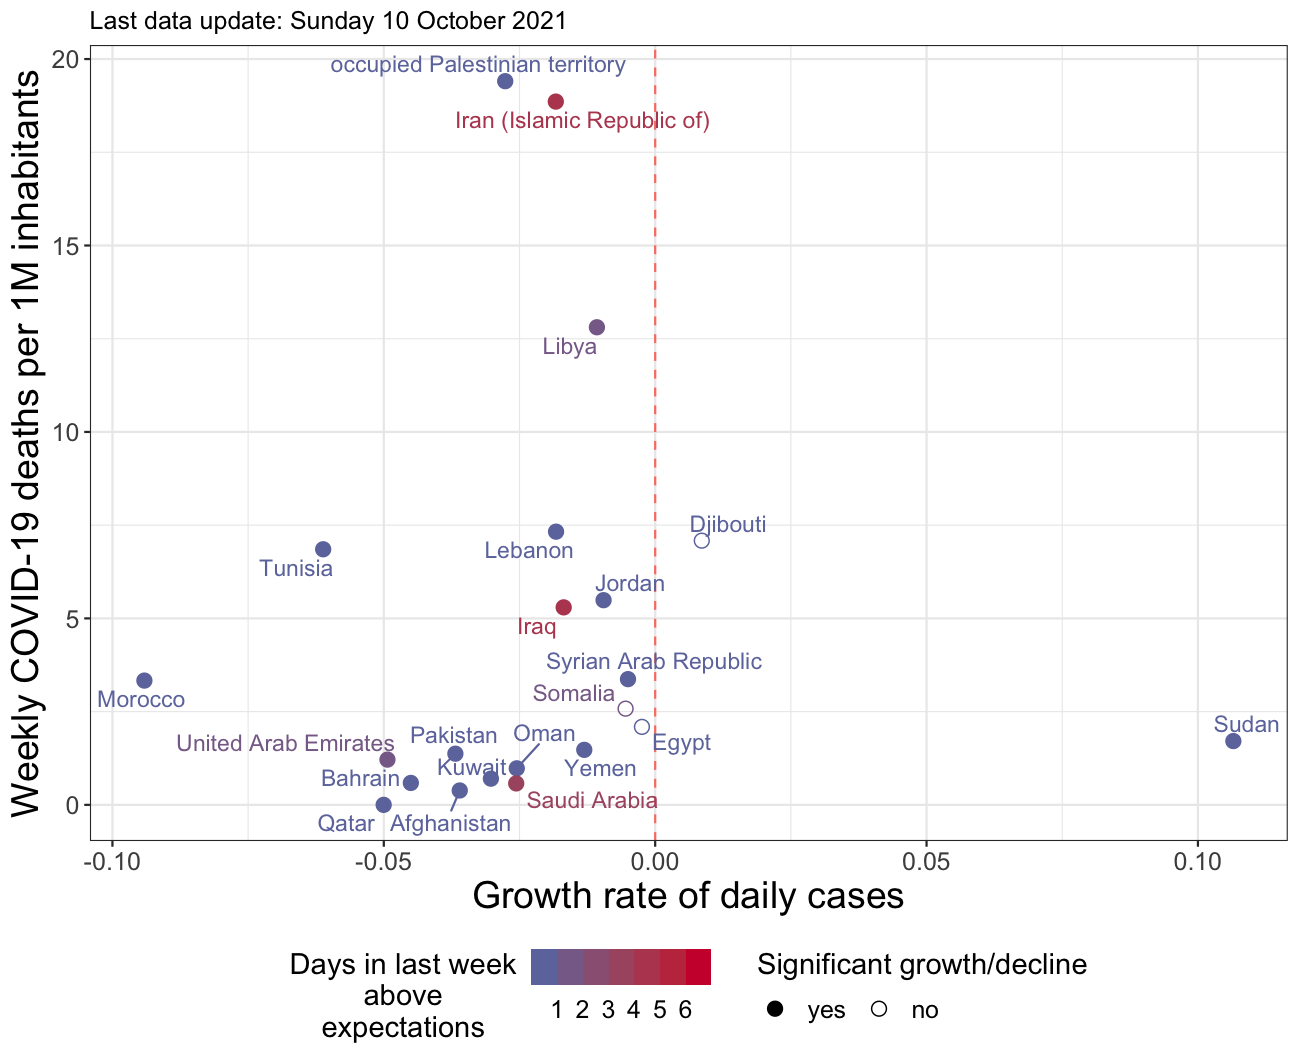 Last data update: Sunday 10 October 2021
Weekly COVID-19 deaths per 1M inhabitants
20
15
10
5
0
occupied Palestinian territory
Iran (Islamic Republic of)
Libya
Djibouti
Lebanon
Tunisia
Jordan
Iraq
Syrian Arab Republic
Somalia
Morocco
Sudan
Pakistan
Oman
United Arab Emirates
Egypt
Kuwait
Yemen
Bahrain
Saudi Arabia
Qatar
Afghanistan
-0.10
-0.05
0.00
0.05
0.10
Growth rate of daily cases
Days in last week
above
expectations
1 2 3 4 5 6
Significant growth/decline
yes
no